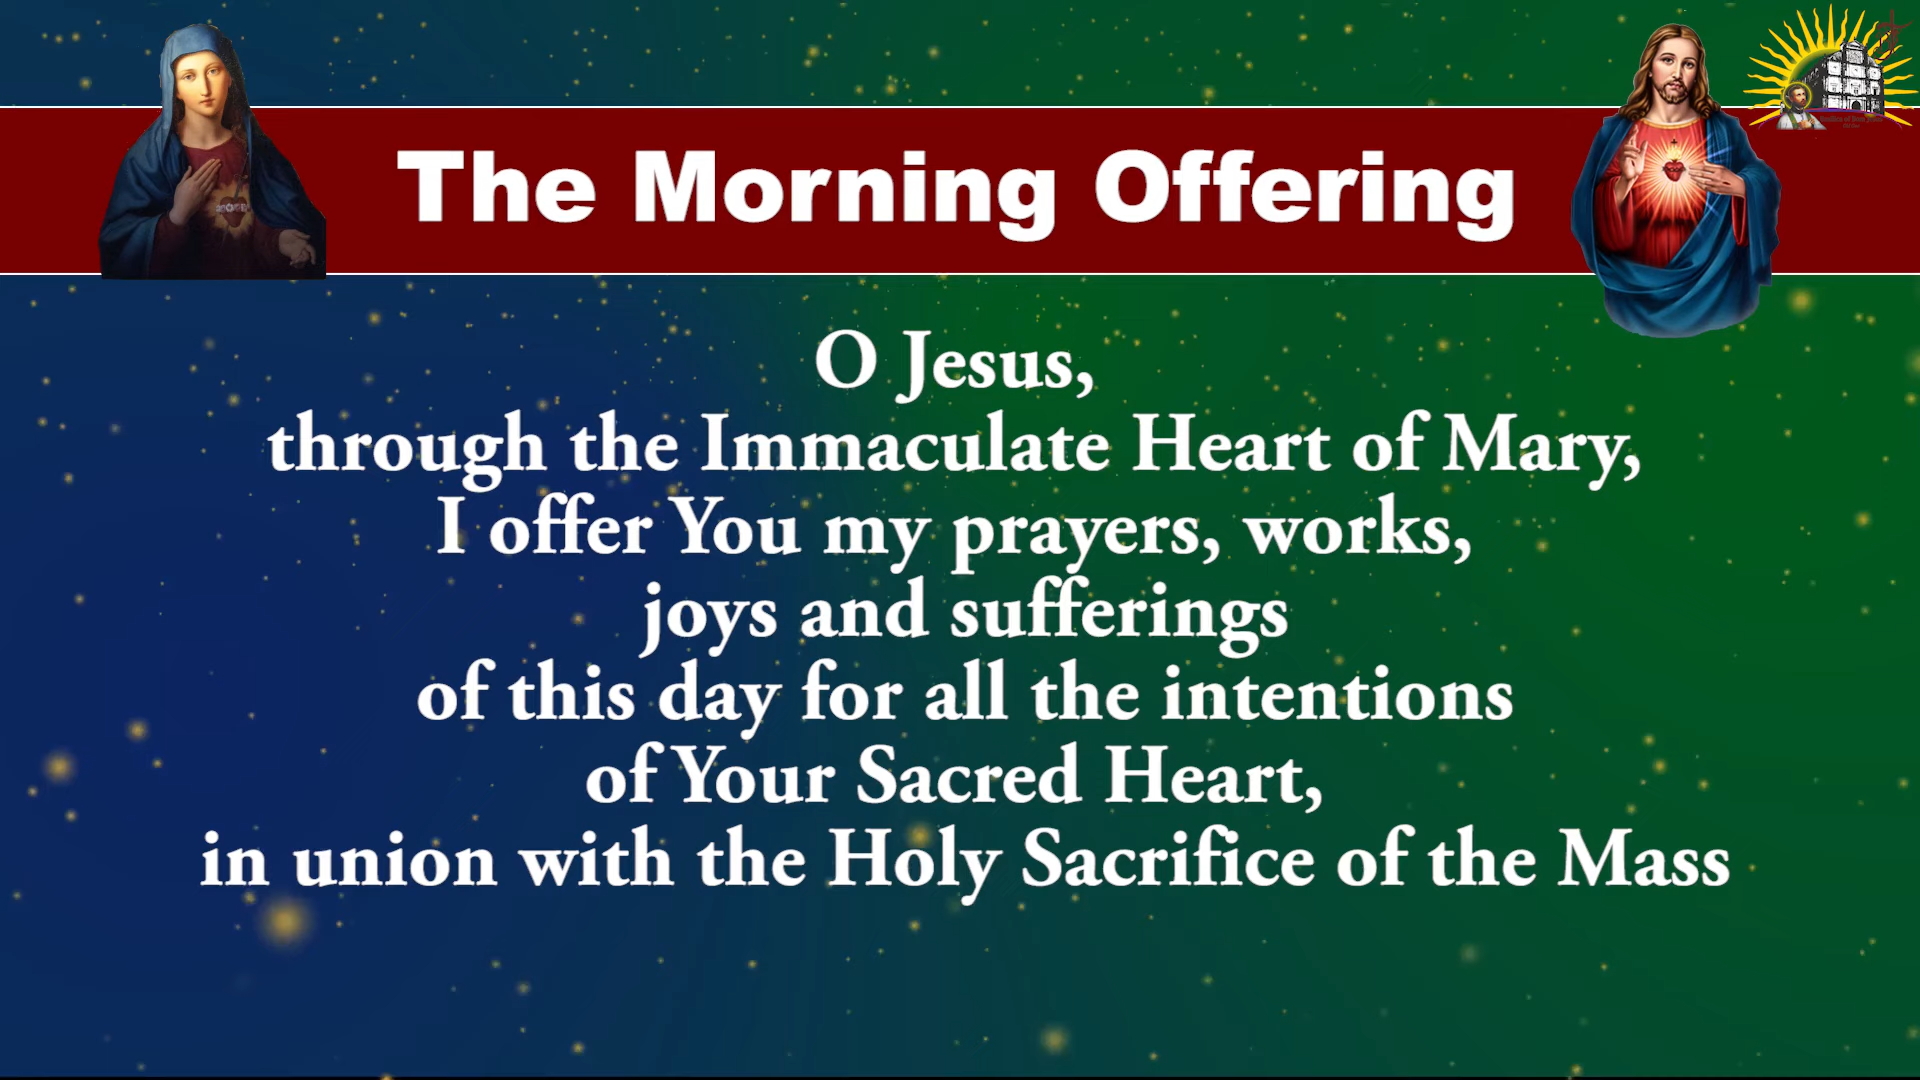 The Morning Offering
O Jesus,
through the Immaculate Heart of Mary,
I offer You my prayers, works,
joys and sufferings
of this day for all the intentions
of Your Sacred Heart,
in union with the Holy Sacrifice of the Mass